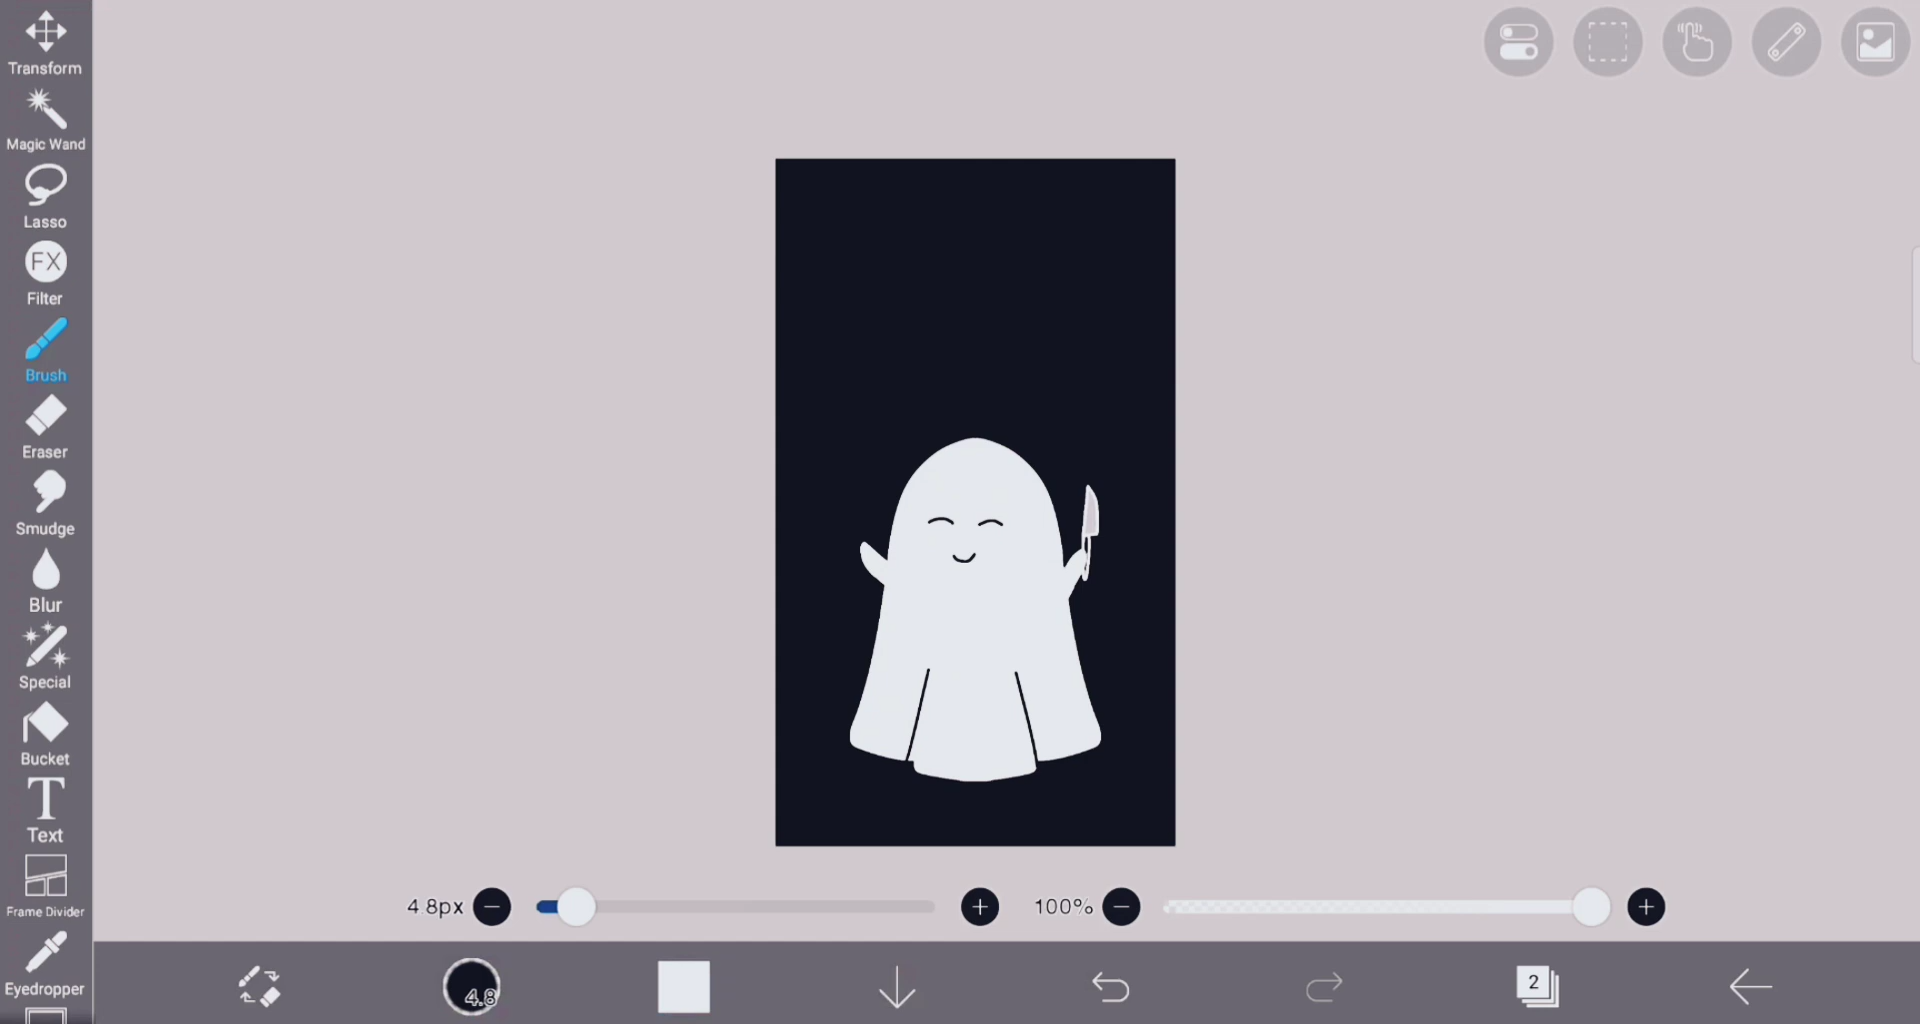 Transform
Magic Wand
Lasso
FX
Filter
Brush
Eraser
Smudge
Blur
Special
Bucket
T
Text
Frame Divider
Eyedropper
4.8px
100%
4.8
2